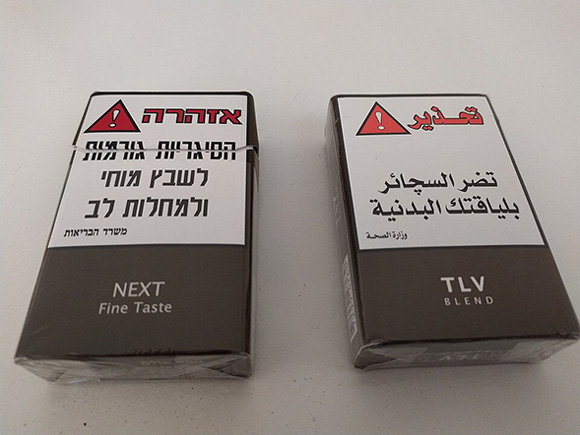 אזהרה
הסיגריות גורמות
לשבץ מוחי
ולמחלות לב
משרד הבריאות
NEXT
Fine Taste
تحذير
تضر السچائر
بلياقتك البدنية
وزارة الصحة
TLV
BLEND